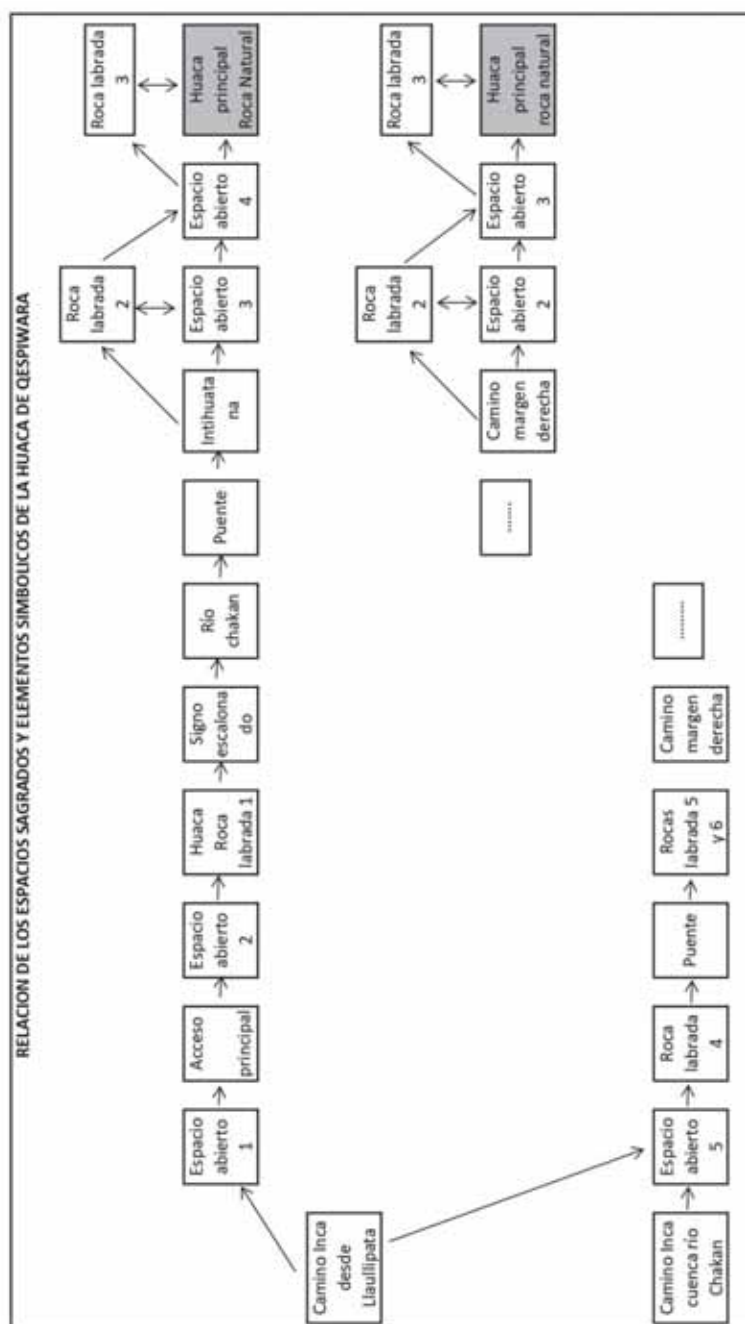 RELACION DE LOS ESPACIOS SAGRADOS Y ELEMENTOS SIMBOLICOS DE LA HUACA DE QESPIWARA
Roca labrada
3
Roca
labrada
2
Espacio
abierto
1
Acceso
principal
Espacio
abierto
2
Huaca
Roca
labrada 1
Signo
escalona
do
Río
chakan
Puente
Intihuata
na
Espacio
abierto
3
Espacio
abierto
4
Huaca
principal
Roca Natural
Camino Inca
desde
Llaullipata
Roca labrada
3
Roca
labrada
2
........
Camino
margen
derecha
Espacio
abierto
2
Espacio
abierto
3
Huaca
principal
roca natural
Camino Inca
cuenca río
Chakan
Espacio
abierto
5
Roca
labrada
4
Puente
Rocas
labrada 5
y 6
Camino
margen
derecha
..........